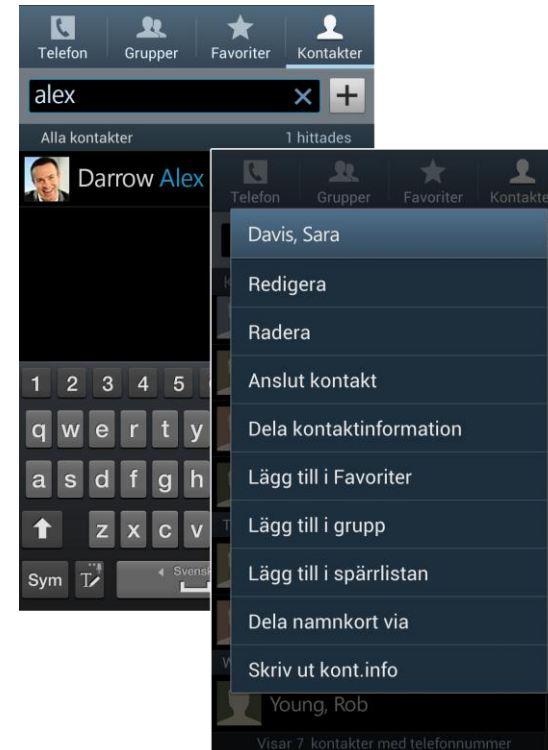 Telefon Grupper Favoriter Kontakter
alex
Alla kontakter 1 hittades
Darrow Alex
1 2 3 4 5
q w e r t y
a s d f g h
z x c v
Sym Svensk
Telefon Grupper Favoriter Kontakte
Davis, Sara
Redigera
Radera
Anslut kontakt
Dela kontaktinformation
Lägg till i Favoriter
Lägg till i grupp
Lägg till i spärrlistan
Dela namnkort via
Skriv ut kont.info
Young, Rob
Visar 7 kontakter med telefonnummer